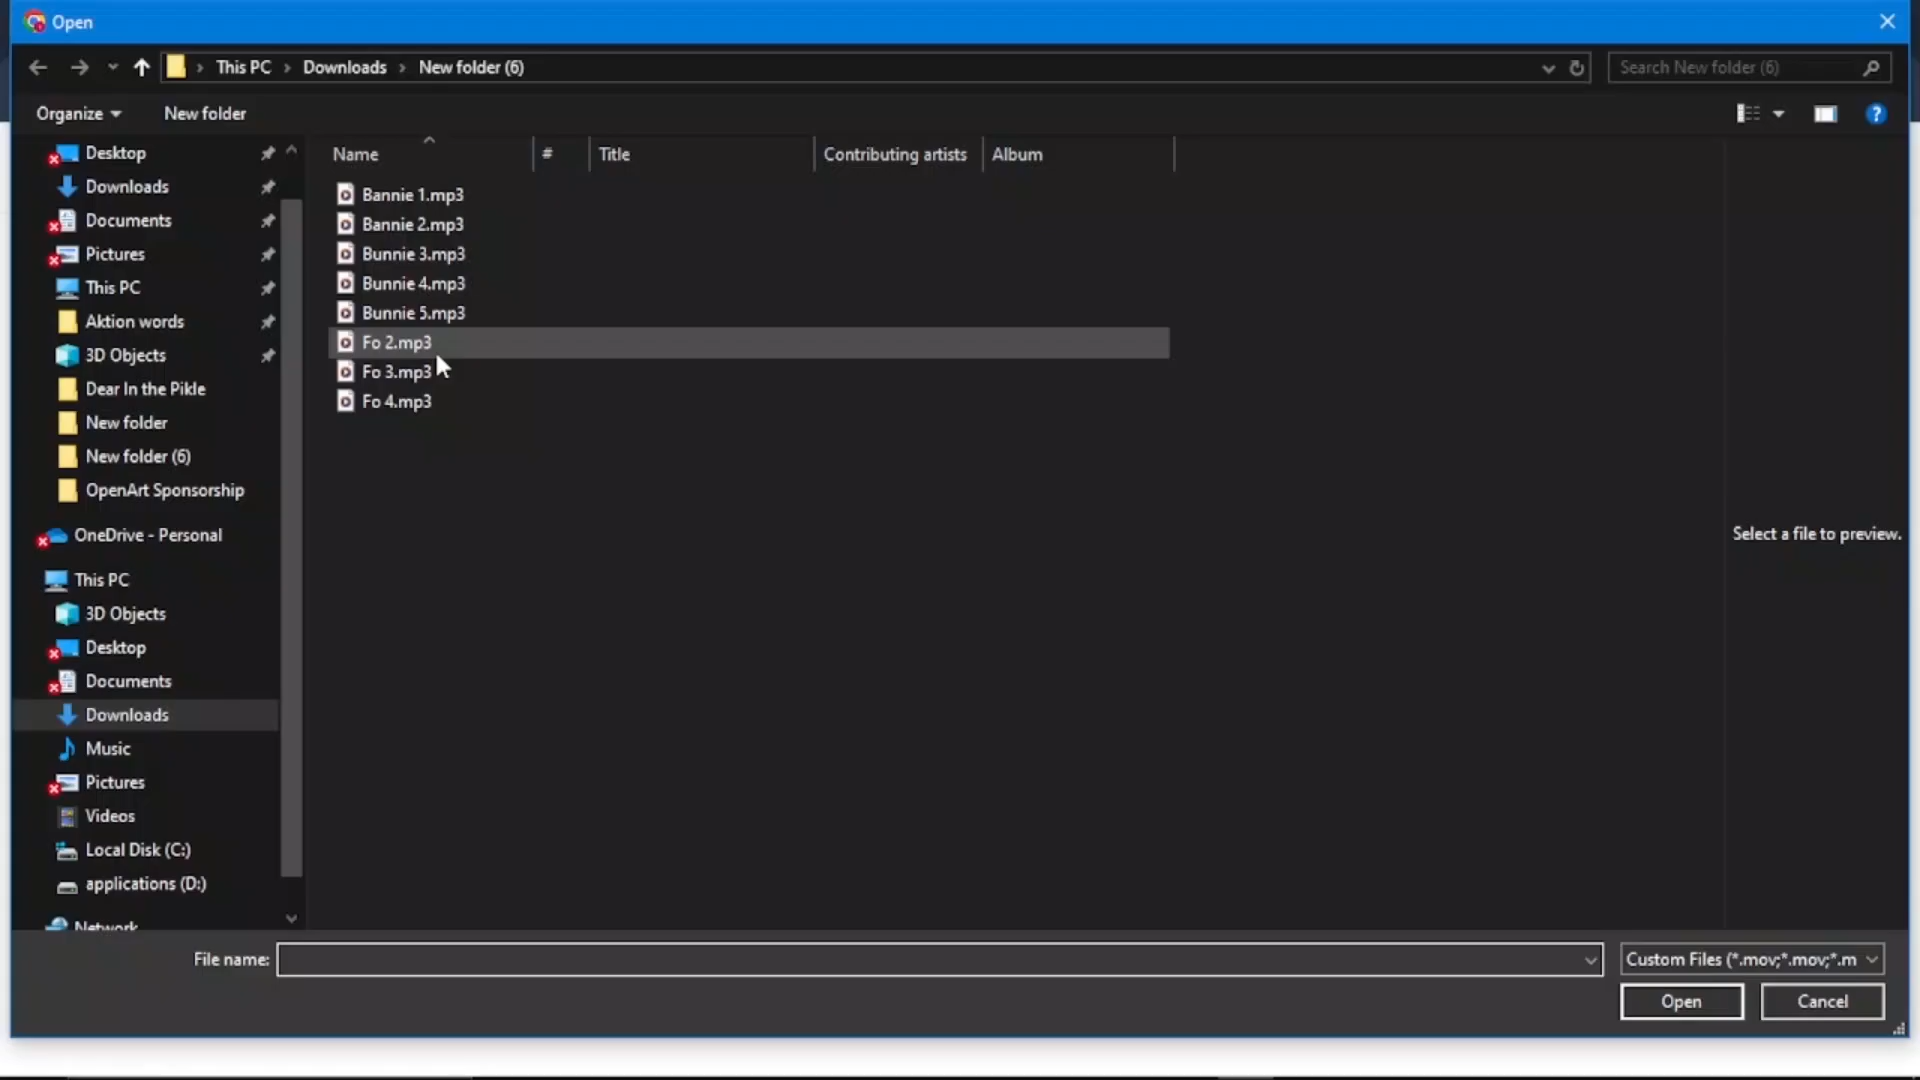 Open
This PC > Downloads > New folder (6)
Search New folder (6)
Organize
New folder
Desktop
Downloads
Documents
Pictures
This PC
Aktion words
3D Objects
Dear In the Pikle
New folder
New folder (6)
OpenArt Sponsorship
OneDrive - Personal
This PC
3D Objects
Desktop
Documents
Downloads
Music
Pictures
Videos
Local Disk (C:)
applications (D:)
Network
Name # Title Contributing artists Album
Bannie 1.mp3
Bannie 2.mp3
Bunnie 3.mp3
Bunnie 4.mp3
Bunnie 5.mp3
Fo 2.mp3
Fo 3.mp3
Fo 4.mp3
Select a file to preview.
File name:
Custom Files (*.mov;*.mov;*.m
Open
Cancel